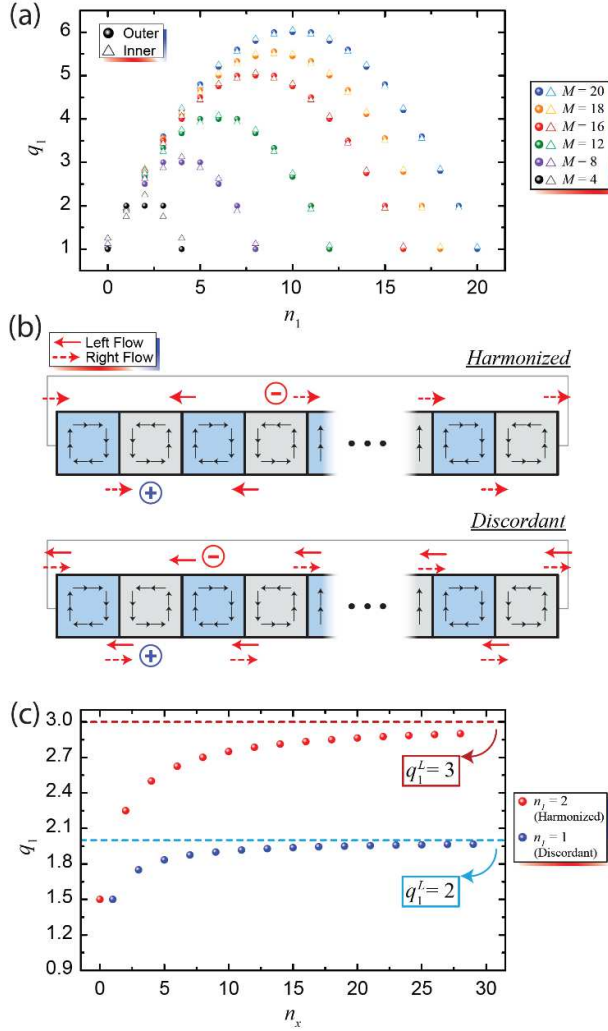 (a)
Outer
Inner
q1
6
5
4
3
2
1
0
5
10
15
20
n1
M = 20
M = 18
M = 16
M = 12
M = 8
M = 4
(b)
Left Flow
Right Flow
Harmonized
−
• • •
+
Discordant
−
• • •
+
(c)
q1
3.0
2.7
2.4
2.1
1.8
1.5
1.2
0.9
q1^L = 3
q1^L = 2
0
5
10
15
20
25
30
nx
n1 = 2
(Harmonized)
n1 = 1
(Discordant)